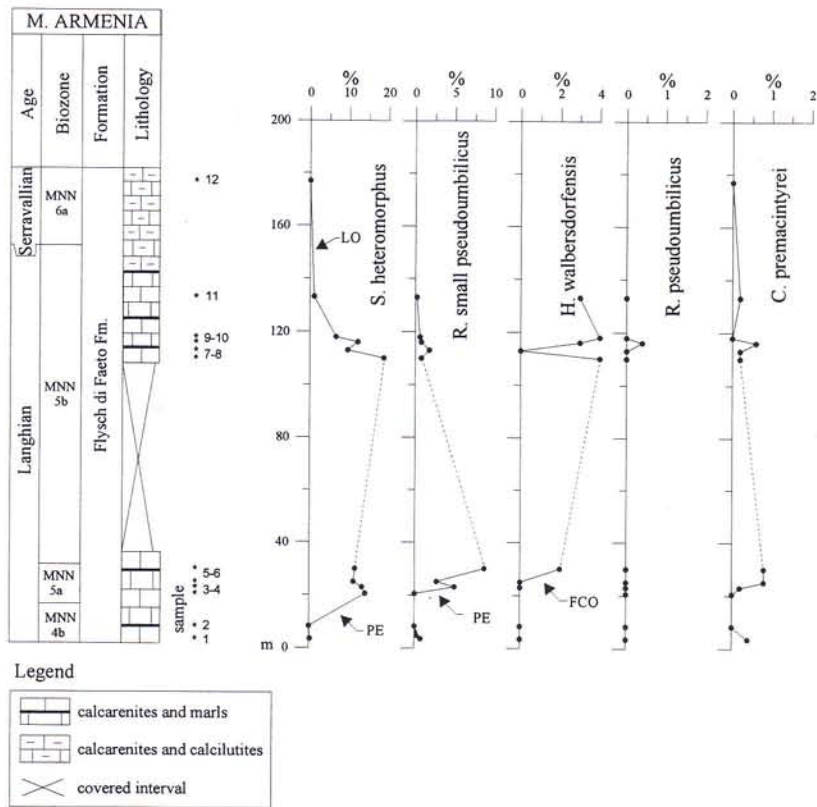 M. ARMENIA
Age
Biozone
Formation
Lithology
Serravallian
Langhian
MNN 6a
MNN 5b
MNN 5a
MNN 4b
Flysch di Faeto Fm.
sample
12
11
9-10
7-8
5-6
3-4
2
1
% % % % %
0 10 20
0 5 10
0 2 4
0 1 2
0 1 2
200
160
120
80
40
m 0
S. heteromorphus
R. small pseudoumbilicus
H. walbersdorfensis
R. pseudoumbilicus
C. premacintyrei
LO
PE
PE
FCO
Legend
calcarenites and marls
calcarenites and calcilutites
covered interval